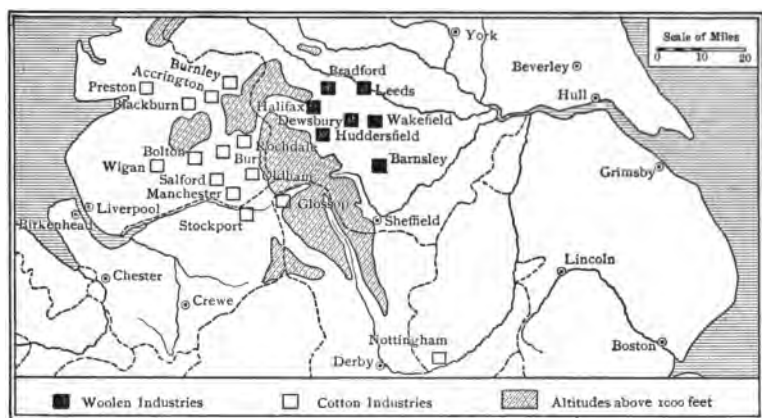 Scale of Miles
0 10 20
York
Beverley
Hull
Burnley
Accrington
Preston
Blackburn
Bradford
Leeds
Halifax
Dewsbury
Wakefield
Huddersfield
Rochdale
Bolton
Bury
Barnsley
Wigan
Oldham
Salford
Manchester
Glossop
Grimsby
Liverpool
Birkenhead
Stockport
Sheffield
Chester
Lincoln
Crewe
Nottingham
Derby
Boston
Woolen Industries
Cotton Industries
Altitudes above 1000 feet